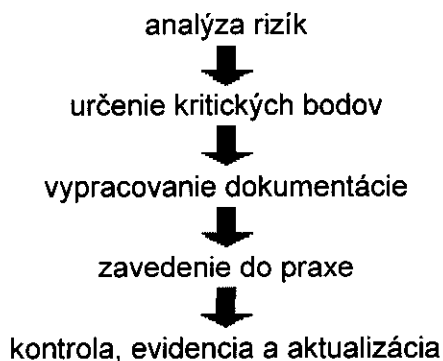 analýza rizík
určenie kritických bodov
vypracovanie dokumentácie
zavedenie do praxe
kontrola, evidencia a aktualizácia